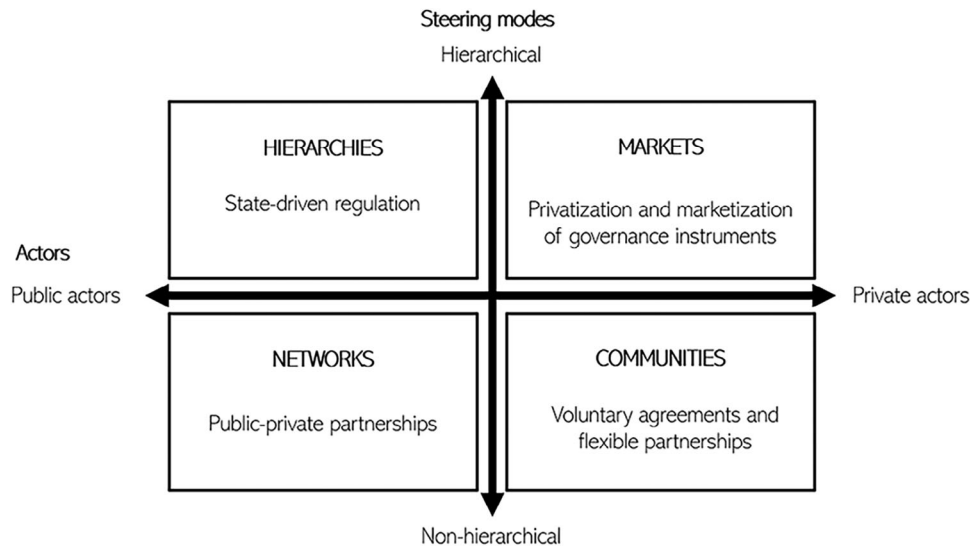 Steering modes
Hierarchical
HIERARCHIES
State-driven regulation
MARKETS
Privatization and marketization
of governance instruments
Actors
Public actors
Private actors
NETWORKS
Public-private partnerships
COMMUNITIES
Voluntary agreements and
flexible partnerships
Non-hierarchical